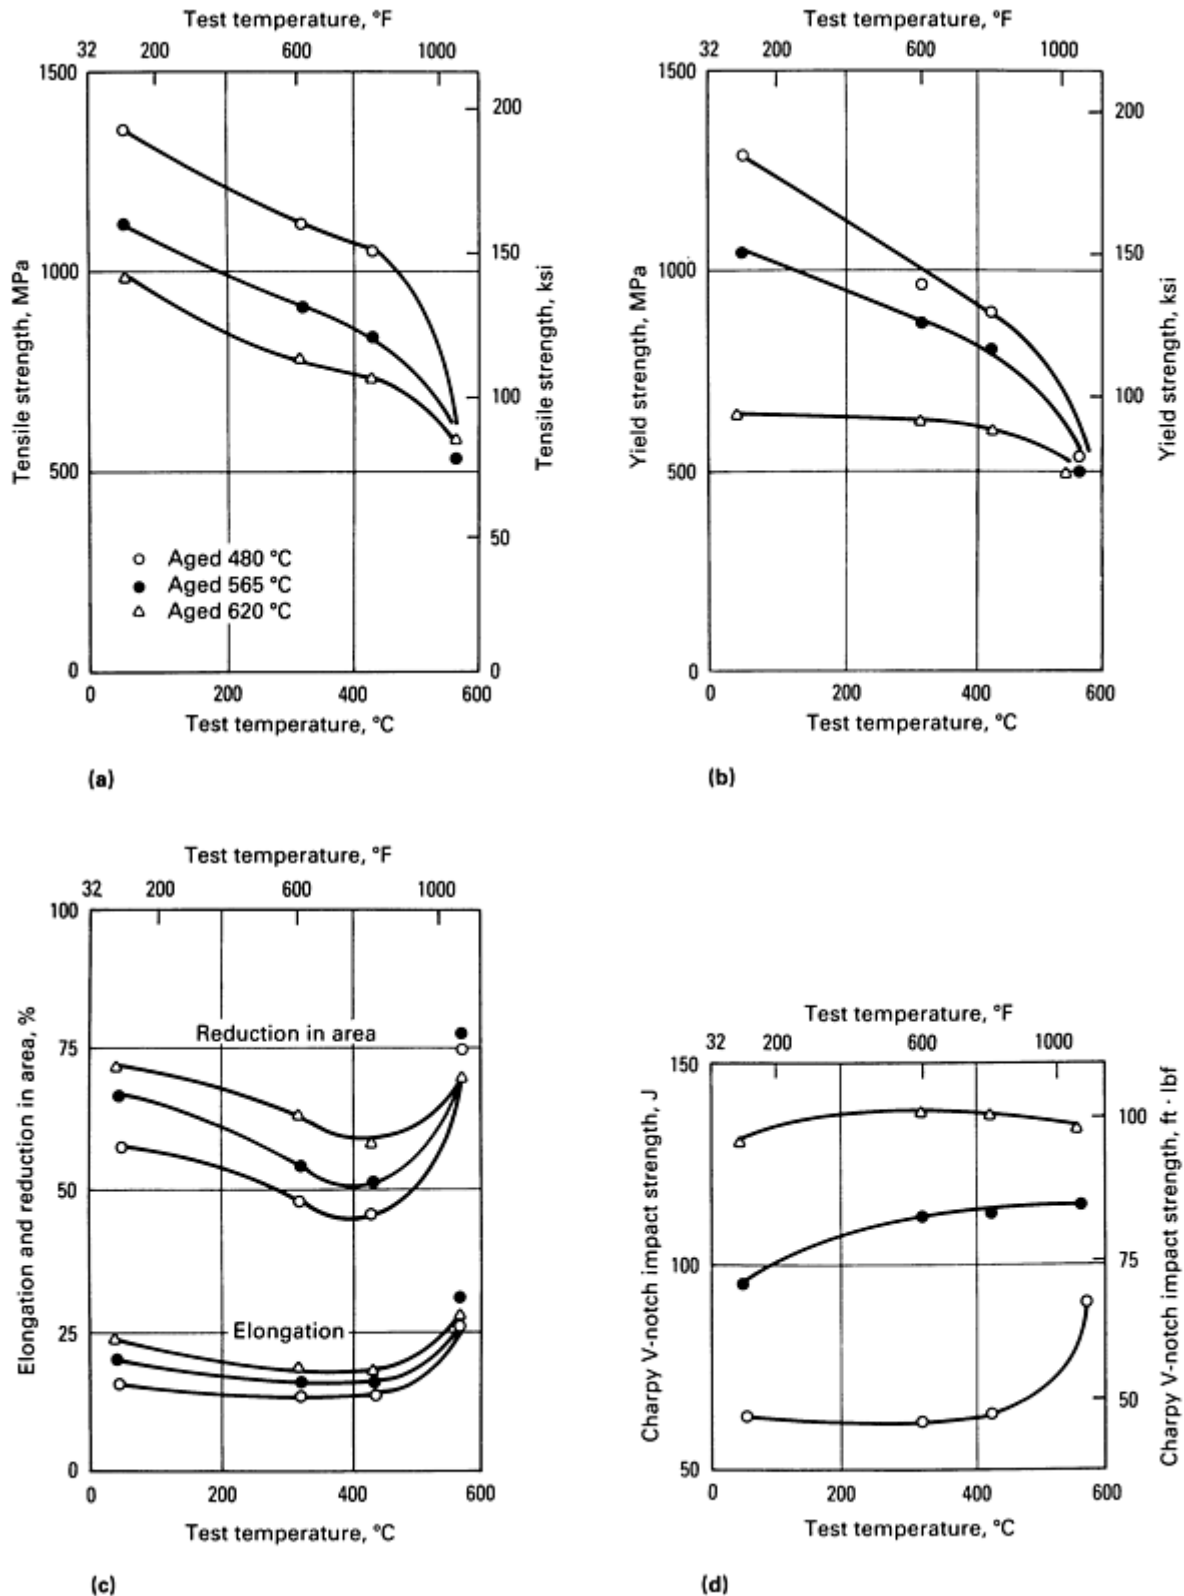 Test temperature, °F
32 200 600 1000
1500
1000
500
0
Tensile strength, MPa
200
150
100
50
0
Tensile strength, ksi
Aged 480 °C
Aged 565 °C
Aged 620 °C
0 200 400 600
Test temperature, °C
(a)
Test temperature, °F
32 200 600 1000
1500
1000
500
0
Yield strength, MPa
200
150
100
Yield strength, ksi
0 200 400 600
Test temperature, °C
(b)
Test temperature, °F
32 200 600 1000
100
75
50
25
0
Elongation and reduction in area, %
Reduction in area
Elongation
0 200 400 600
Test temperature, °C
(c)
Test temperature, °F
32 200 600 1000
150
100
50
Charpy V-notch impact strength, J
100
75
50
Charpy V-notch impact strength, ft · lbf
0 200 400 600
Test temperature, °C
(d)